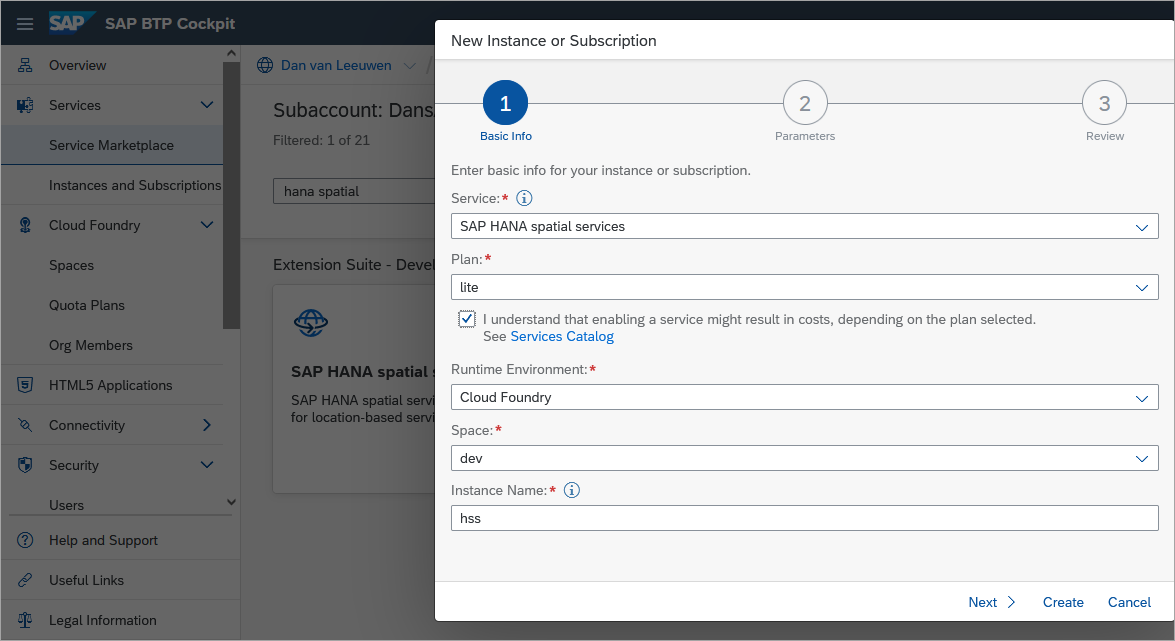 SAP SAP BTP Cockpit
Overview
Services
Service Marketplace
Instances and Subscriptions
Cloud Foundry
Spaces
Quota Plans
Org Members
HTML5 Applications
Connectivity
Security
Users
Help and Support
Useful Links
Legal Information
Dan van Leeuwen /
Subaccount: Dans
Filtered: 1 of 21
hana spatial
Extension Suite - Devel
SAP HANA spatial s
SAP HANA spatial servi
for location-based servi
New Instance or Subscription
1 2 3
Basic Info Parameters Review
Enter basic info for your instance or subscription.
Service:*
SAP HANA spatial services
Plan:*
lite
I understand that enabling a service might result in costs, depending on the plan selected.
See Services Catalog
Runtime Environment:*
Cloud Foundry
Space:*
dev
Instance Name:*
hss
Next Create Cancel